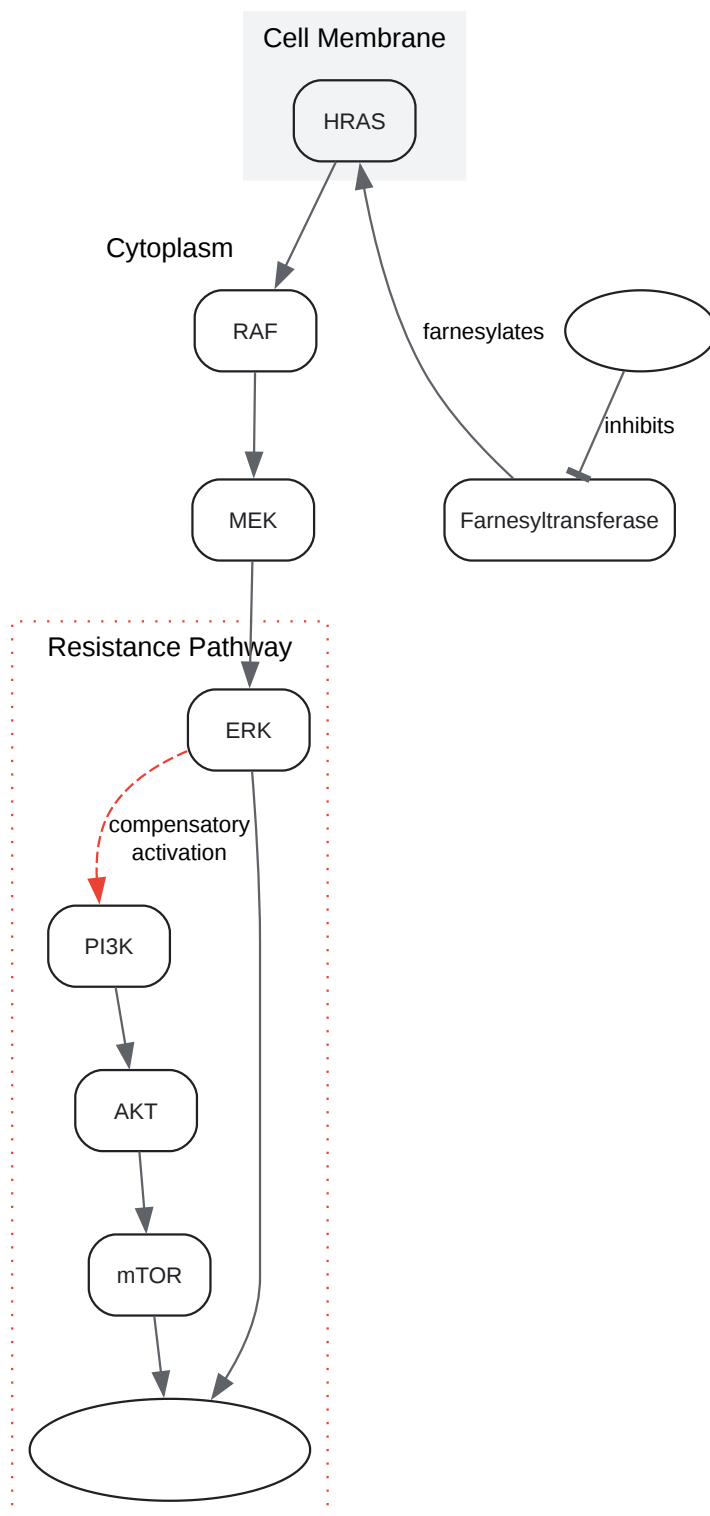 Cell Membrane
HRAS
Cytoplasm
RAF
farnesylates
inhibits
MEK
Farnesyltransferase
Resistance Pathway
ERK
compensatory
activation
PI3K
AKT
mTOR